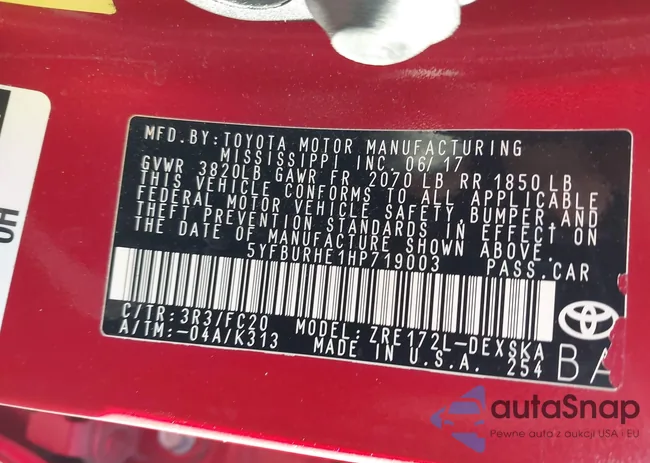 MFD. BY: TOYOTA MOTOR MANUFACTURING
MISSISSIPPI INC. 06/17
GVWR 3820LB GAWR FR 2070 LB RR 1850 LB
THIS VEHICLE CONFORMS TO ALL APPLICABLE
FEDERAL MOTOR VEHICLE SAFETY, BUMPER AND
THEFT PREVENTION STANDARDS IN EFFECT ON
THE DATE OF MANUFACTURE SHOWN ABOVE.
5YFBURHE1HP719003 PASS. CAR
C/TR: 3R3/FC20 MODEL: ZRE172L-DEXSKA
A/TM: -04A/K313 MADE IN U.S.A. 254
BA
autaSnap
Pewne auta z aukcji USA i EU